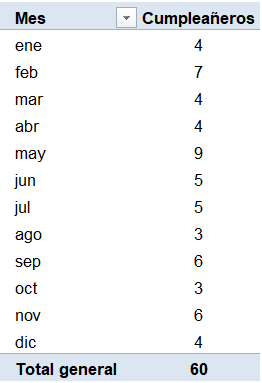 Mes Cumpleañeros
ene 4
feb 7
mar 4
abr 4
may 9
jun 5
jul 5
ago 3
sep 6
oct 3
nov 6
dic 4
Total general 60